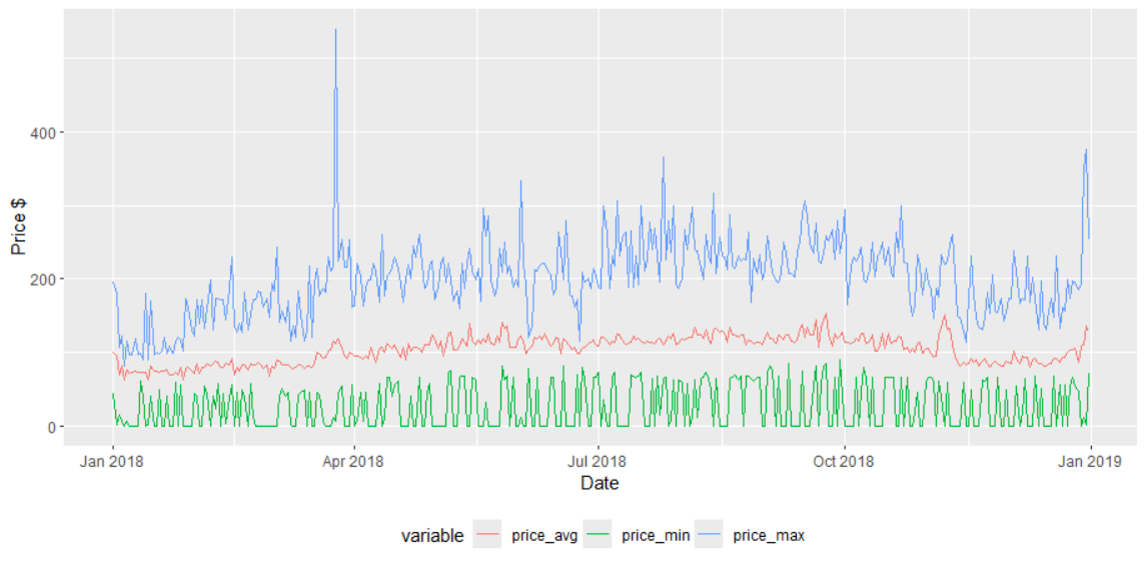 Price $
400
200
0
Jan 2018 Apr 2018 Jul 2018 Oct 2018 Jan 2019
Date
variable price_avg price_min price_max